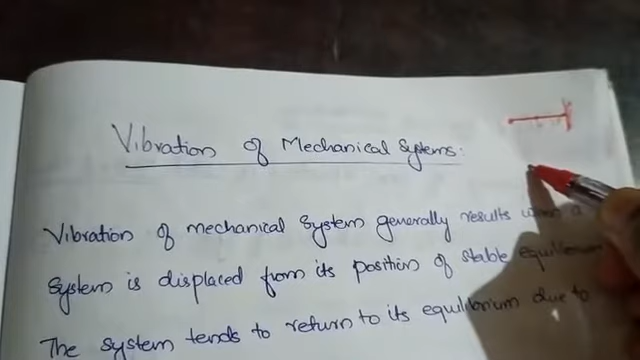 Vibration of Mechanical Systems:
Vibration of mechanical system generally results when a
system is displaced from its position of stable equilibrium
The system tends to return to its equilibrium due to